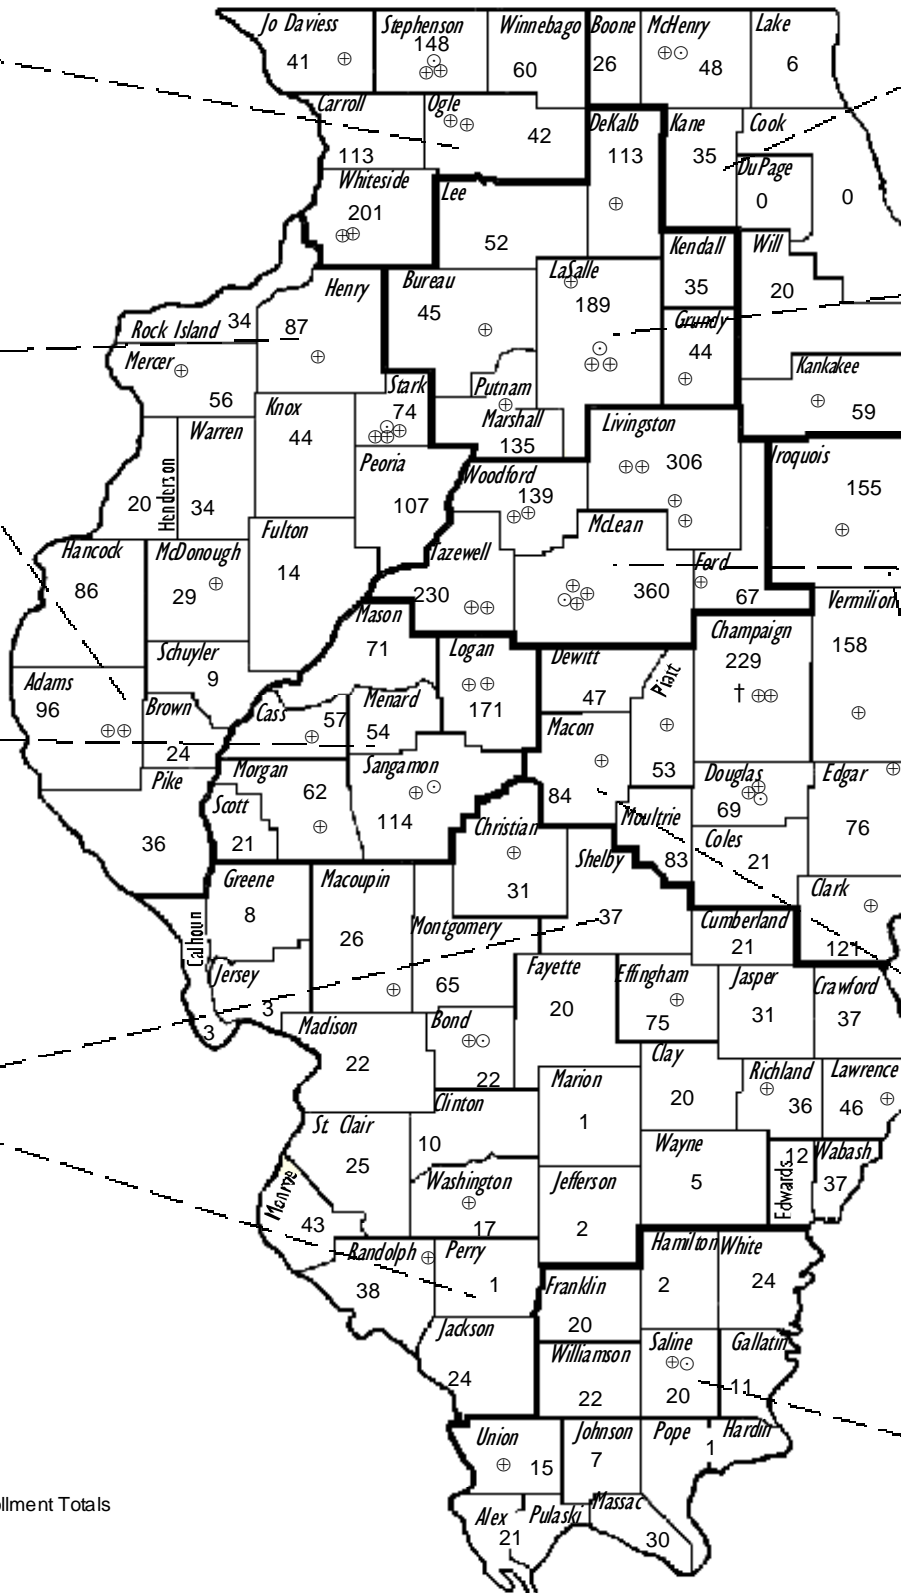 Jo Daviess
41
Stephenson
148
Winnebago
60
Boone
26
McHenry
48
Lake
6
Carroll
113
Ogle
42
DeKalb
113
Kane
35
Cook
0
DuPage
0
Whiteside
201
Lee
52
Kendall
35
Will
20
Rock Island
34
Henry
87
Bureau
45
LaSalle
189
Grundy
44
Kankakee
59
Mercer
56
Stark
74
Putnam
Marshall
135
Livingston
306
Iroquois
155
Henderson
20
Warren
34
Knox
44
Peoria
107
Woodford
139
McLean
360
Ford
67
Vermilion
158
Hancock
86
McDonough
29
Fulton
14
Tazewell
230
Mason
71
Logan
171
Dewitt
47
Piatt
53
Champaign
229
†
Schuyler
9
Adams
96
Brown
24
Cass
57
Menard
54
Macon
84
Pike
36
Scott
21
Morgan
62
Sangamon
114
Christian
31
Moultrie
83
Douglas
69
Edgar
76
Coles
21
Shelby
37
Clark
121
Cumberland
21
Greene
8
Macoupin
26
Montgomery
65
Calhoun
3
Jersey
3
Fayette
20
Effingham
75
Jasper
31
Crawford
37
Madison
22
Bond
22
Clay
20
Richland
36
Lawrence
46
Marion
1
Clinton
10
St Clair
25
Wayne
5
Edwards
12
Wabash
37
Monroe
43
Washington
17
Jefferson
2
Randolph
38
Perry
1
Hamilton
2
White
24
Franklin
20
Jackson
24
Williamson
22
Saline
20
Gallatin
11
Union
15
Johnson
7
Pope
1
Hardin
Alex
21
Pulaski
Massac
30
llment Totals